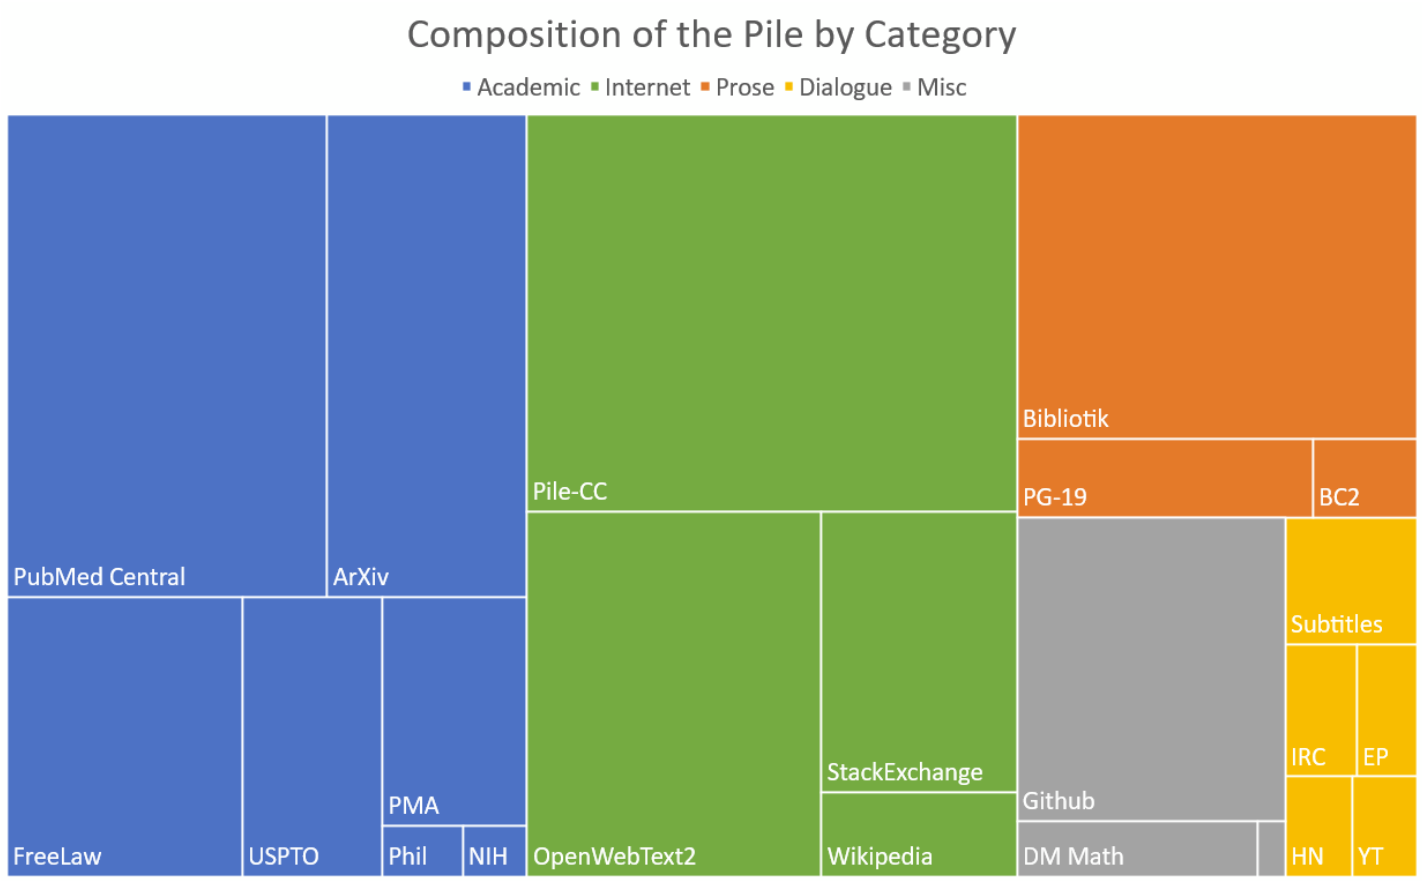 Composition of the Pile by Category
Academic Internet Prose Dialogue Misc
PubMed Central
ArXiv
FreeLaw
USPTO
PMA
Phil
NIH
Pile-CC
OpenWebText2
StackExchange
Wikipedia
Bibliotik
PG-19
BC2
Github
DM Math
Subtitles
IRC
EP
HN
YT